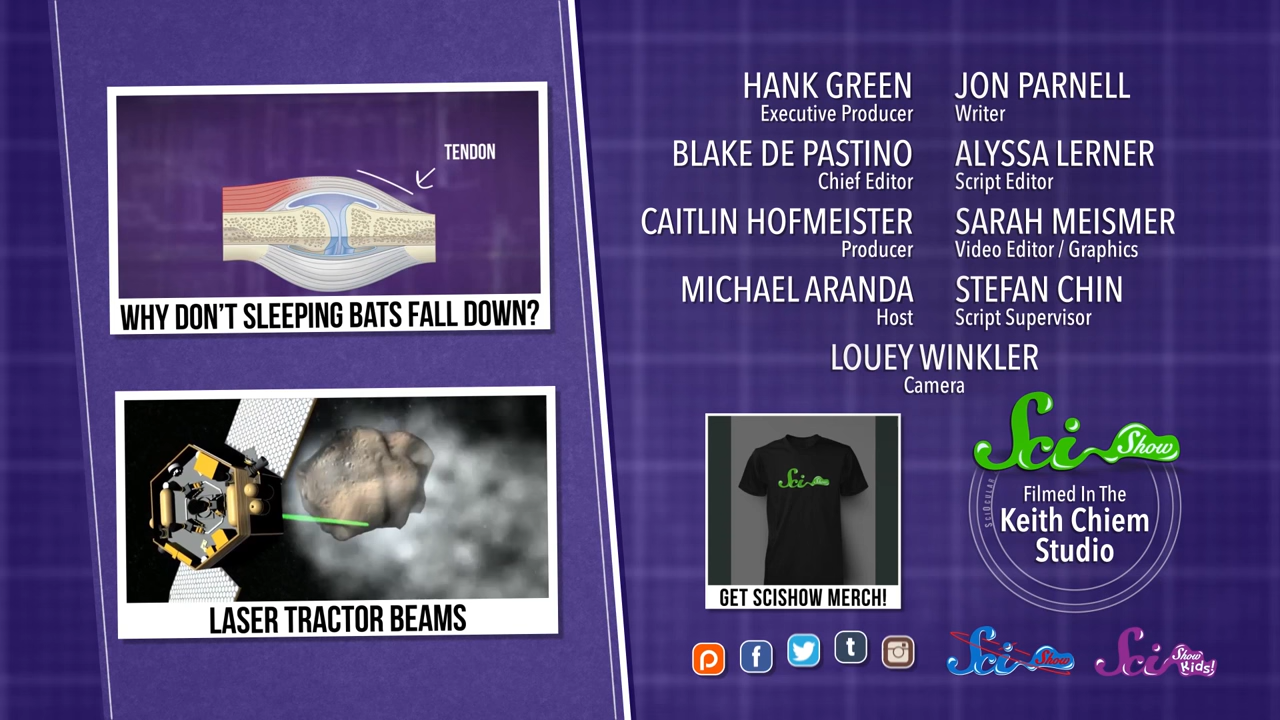 TENDON
WHY DON'T SLEEPING BATS FALL DOWN?
LASER TRACTOR BEAMS
HANK GREEN
Executive Producer
JON PARNELL
Writer
BLAKE DE PASTINO
Chief Editor
ALYSSA LERNER
Script Editor
CAITLIN HOFMEISTER
Producer
SARAH MEISMER
Video Editor / Graphics
MICHAEL ARANDA
Host
STEFAN CHIN
Script Supervisor
LOUEY WINKLER
Camera
Sci Show
GET SCISHOW MERCH!
Sci Show
SciOcular
Filmed In The
Keith Chiem
Studio
Sci Show
Sci Show Kids!